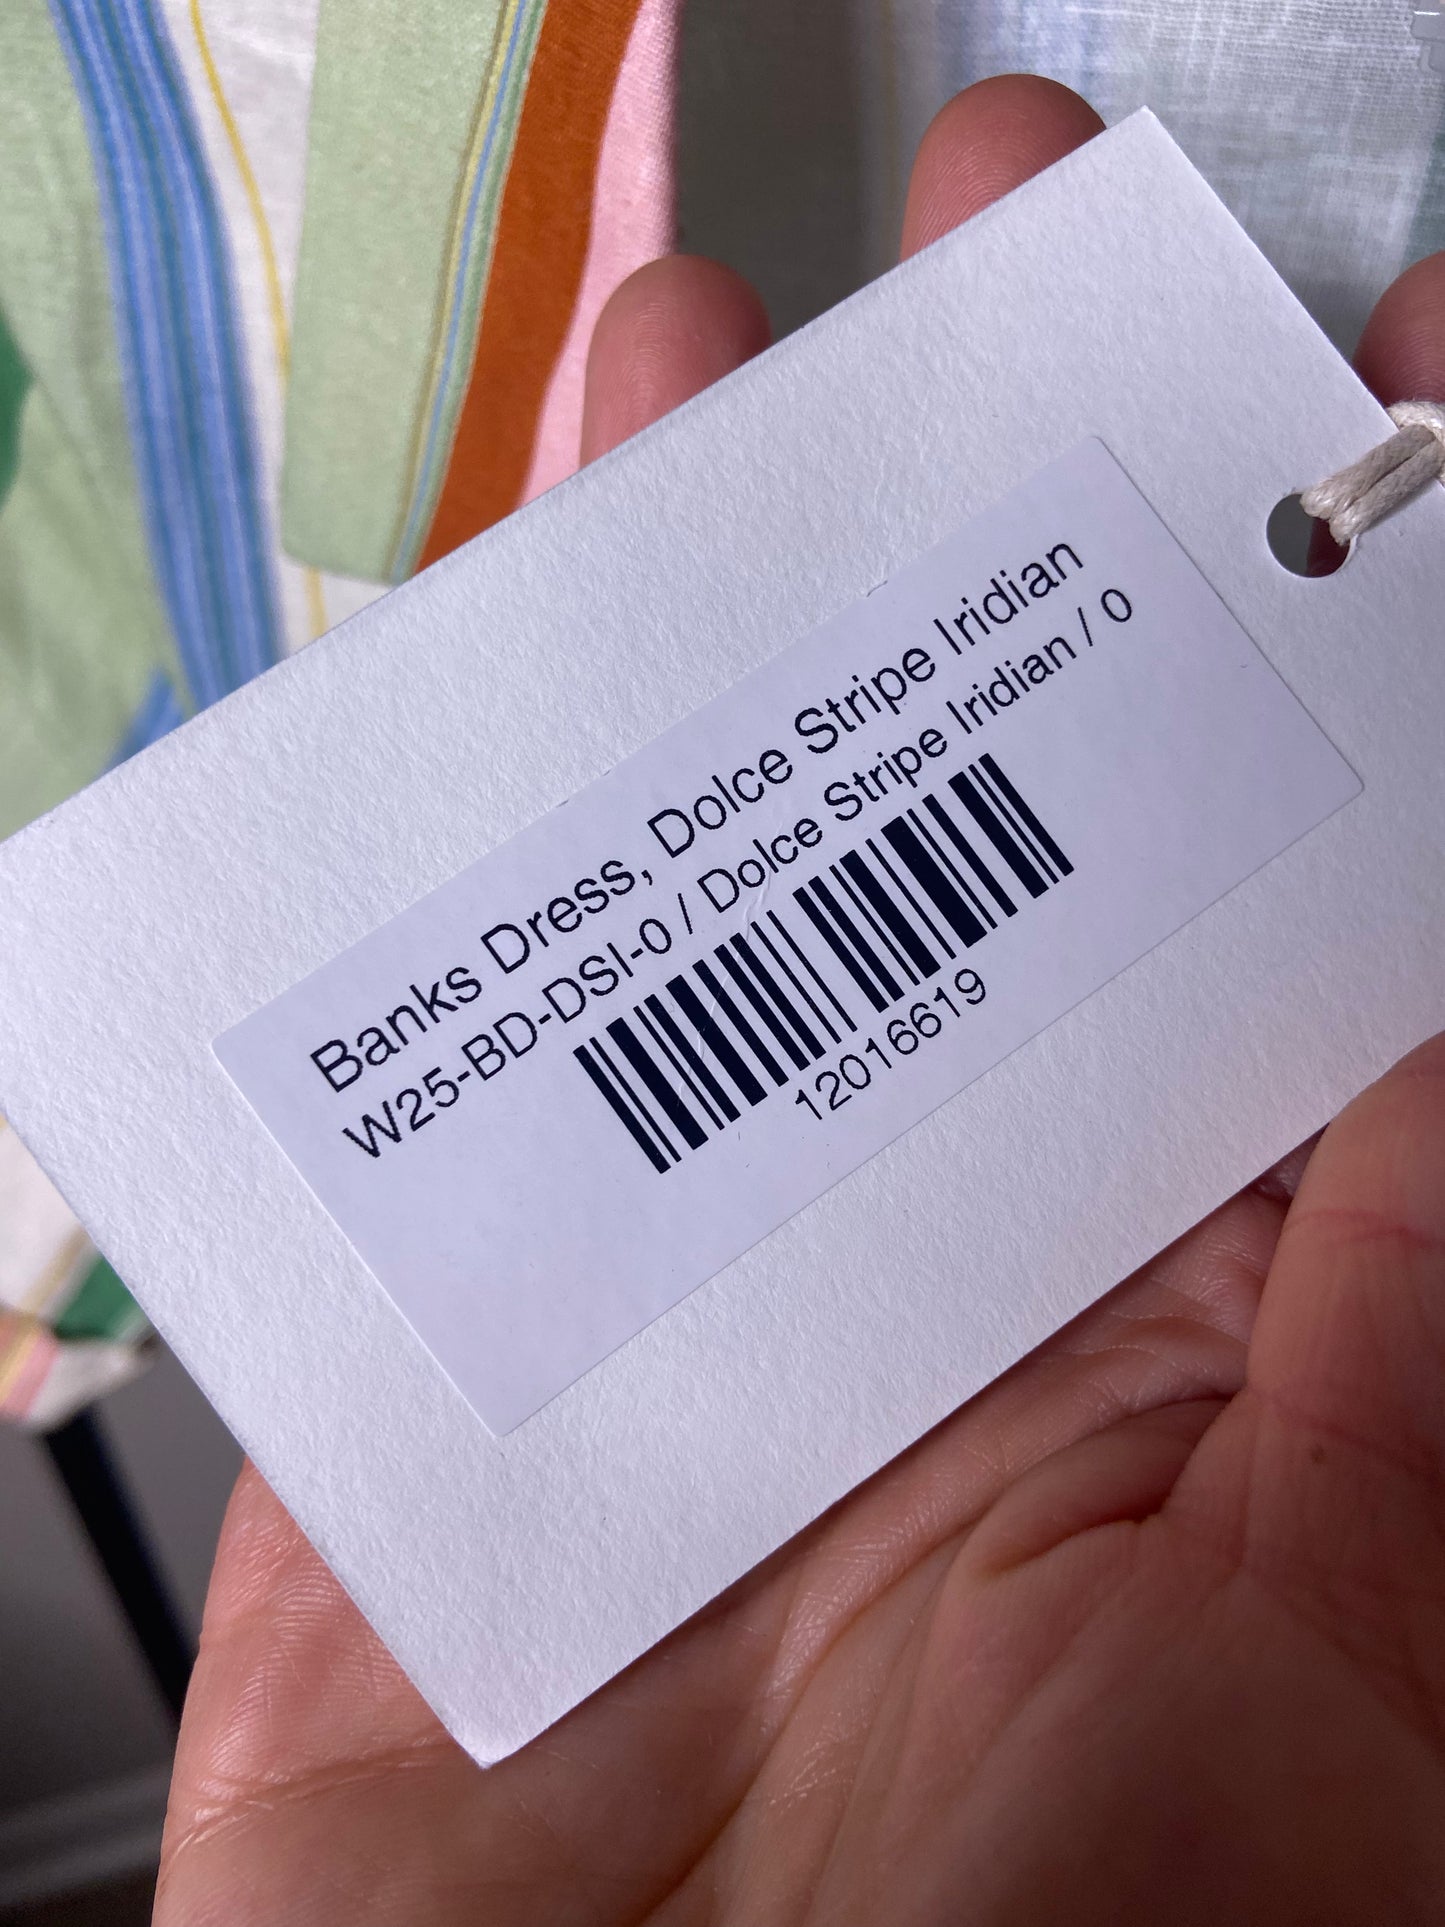 Banks Dress, Dolce Stripe Iridian
W25-BD-DSI-0 / Dolce Stripe Iridian / 0
12016619